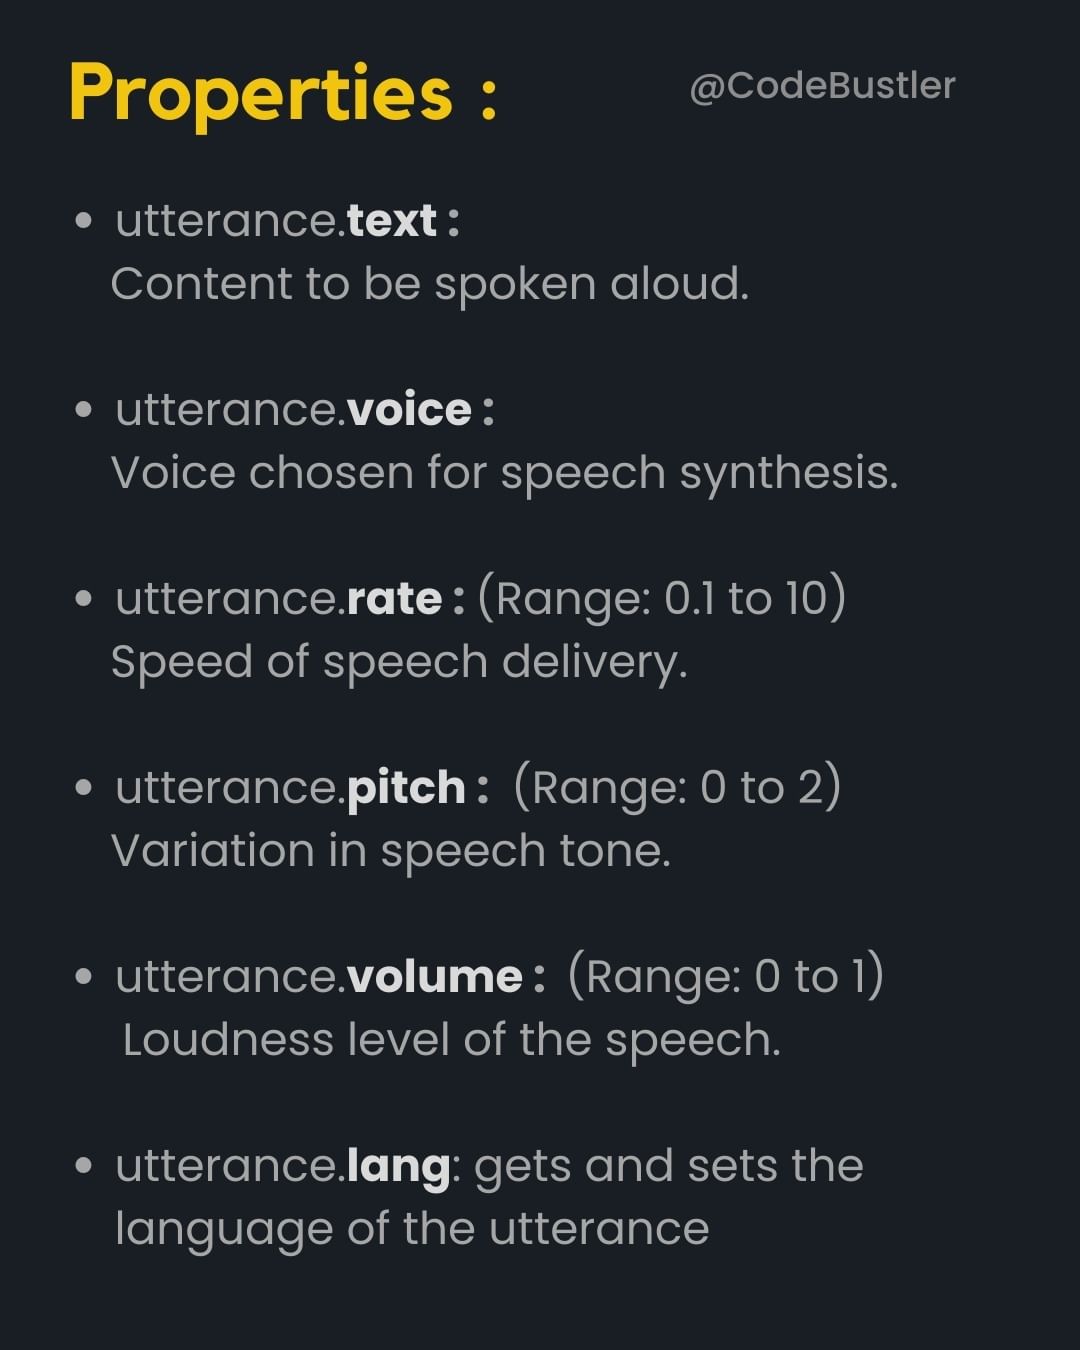 Properties :
@CodeBustler
• utterance.text :
Content to be spoken aloud.
• utterance.voice :
Voice chosen for speech synthesis.
• utterance.rate : (Range: 0.1 to 10)
Speed of speech delivery.
• utterance.pitch : (Range: 0 to 2)
Variation in speech tone.
• utterance.volume : (Range: 0 to 1)
Loudness level of the speech.
• utterance.lang: gets and sets the
language of the utterance